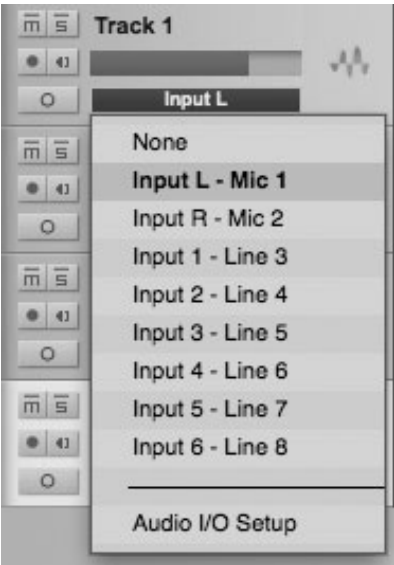 m s Track 1
Input L
None
m s
Input L - Mic 1
Input R - Mic 2
Input 1 - Line 3
m s
Input 2 - Line 4
Input 3 - Line 5
Input 4 - Line 6
m s
Input 5 - Line 7
Input 6 - Line 8
Audio I/O Setup